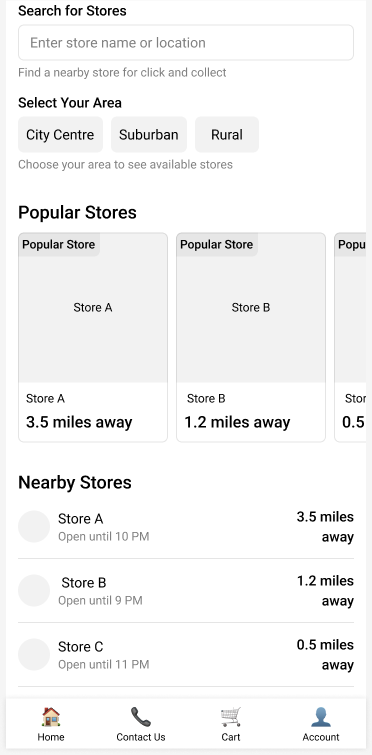 Search for Stores
Enter store name or location
Find a nearby store for click and collect
Select Your Area
City Centre Suburban Rural
Choose your area to see available stores
Popular Stores
Popular Store Popular Store Popu
Store A Store B
Store A Store B Stor
3.5 miles away 1.2 miles away 0.5
Nearby Stores
Store A
Open until 10 PM
3.5 miles
away
Store B
Open until 9 PM
1.2 miles
away
Store C
Open until 11 PM
0.5 miles
away
Home Contact Us Cart Account